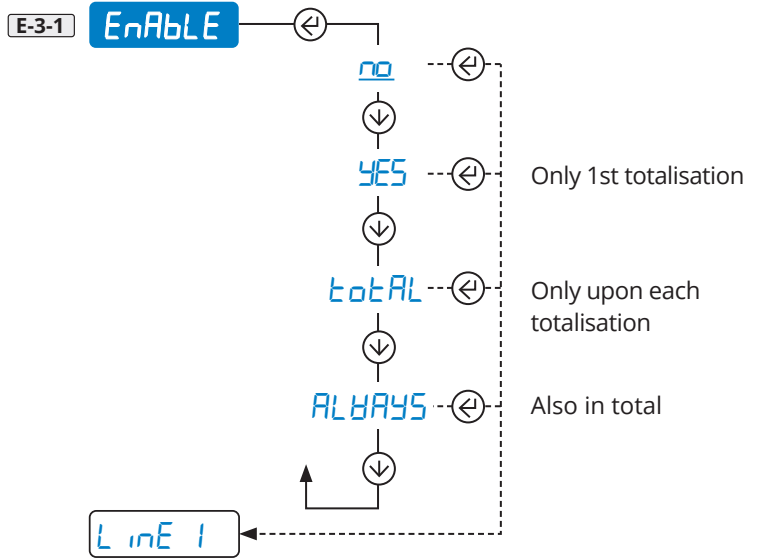 E-3-1 EnAbLE
no
YES Only 1st totalisation
totAL Only upon each
totalisation
ALWAYS Also in total
LinE 1